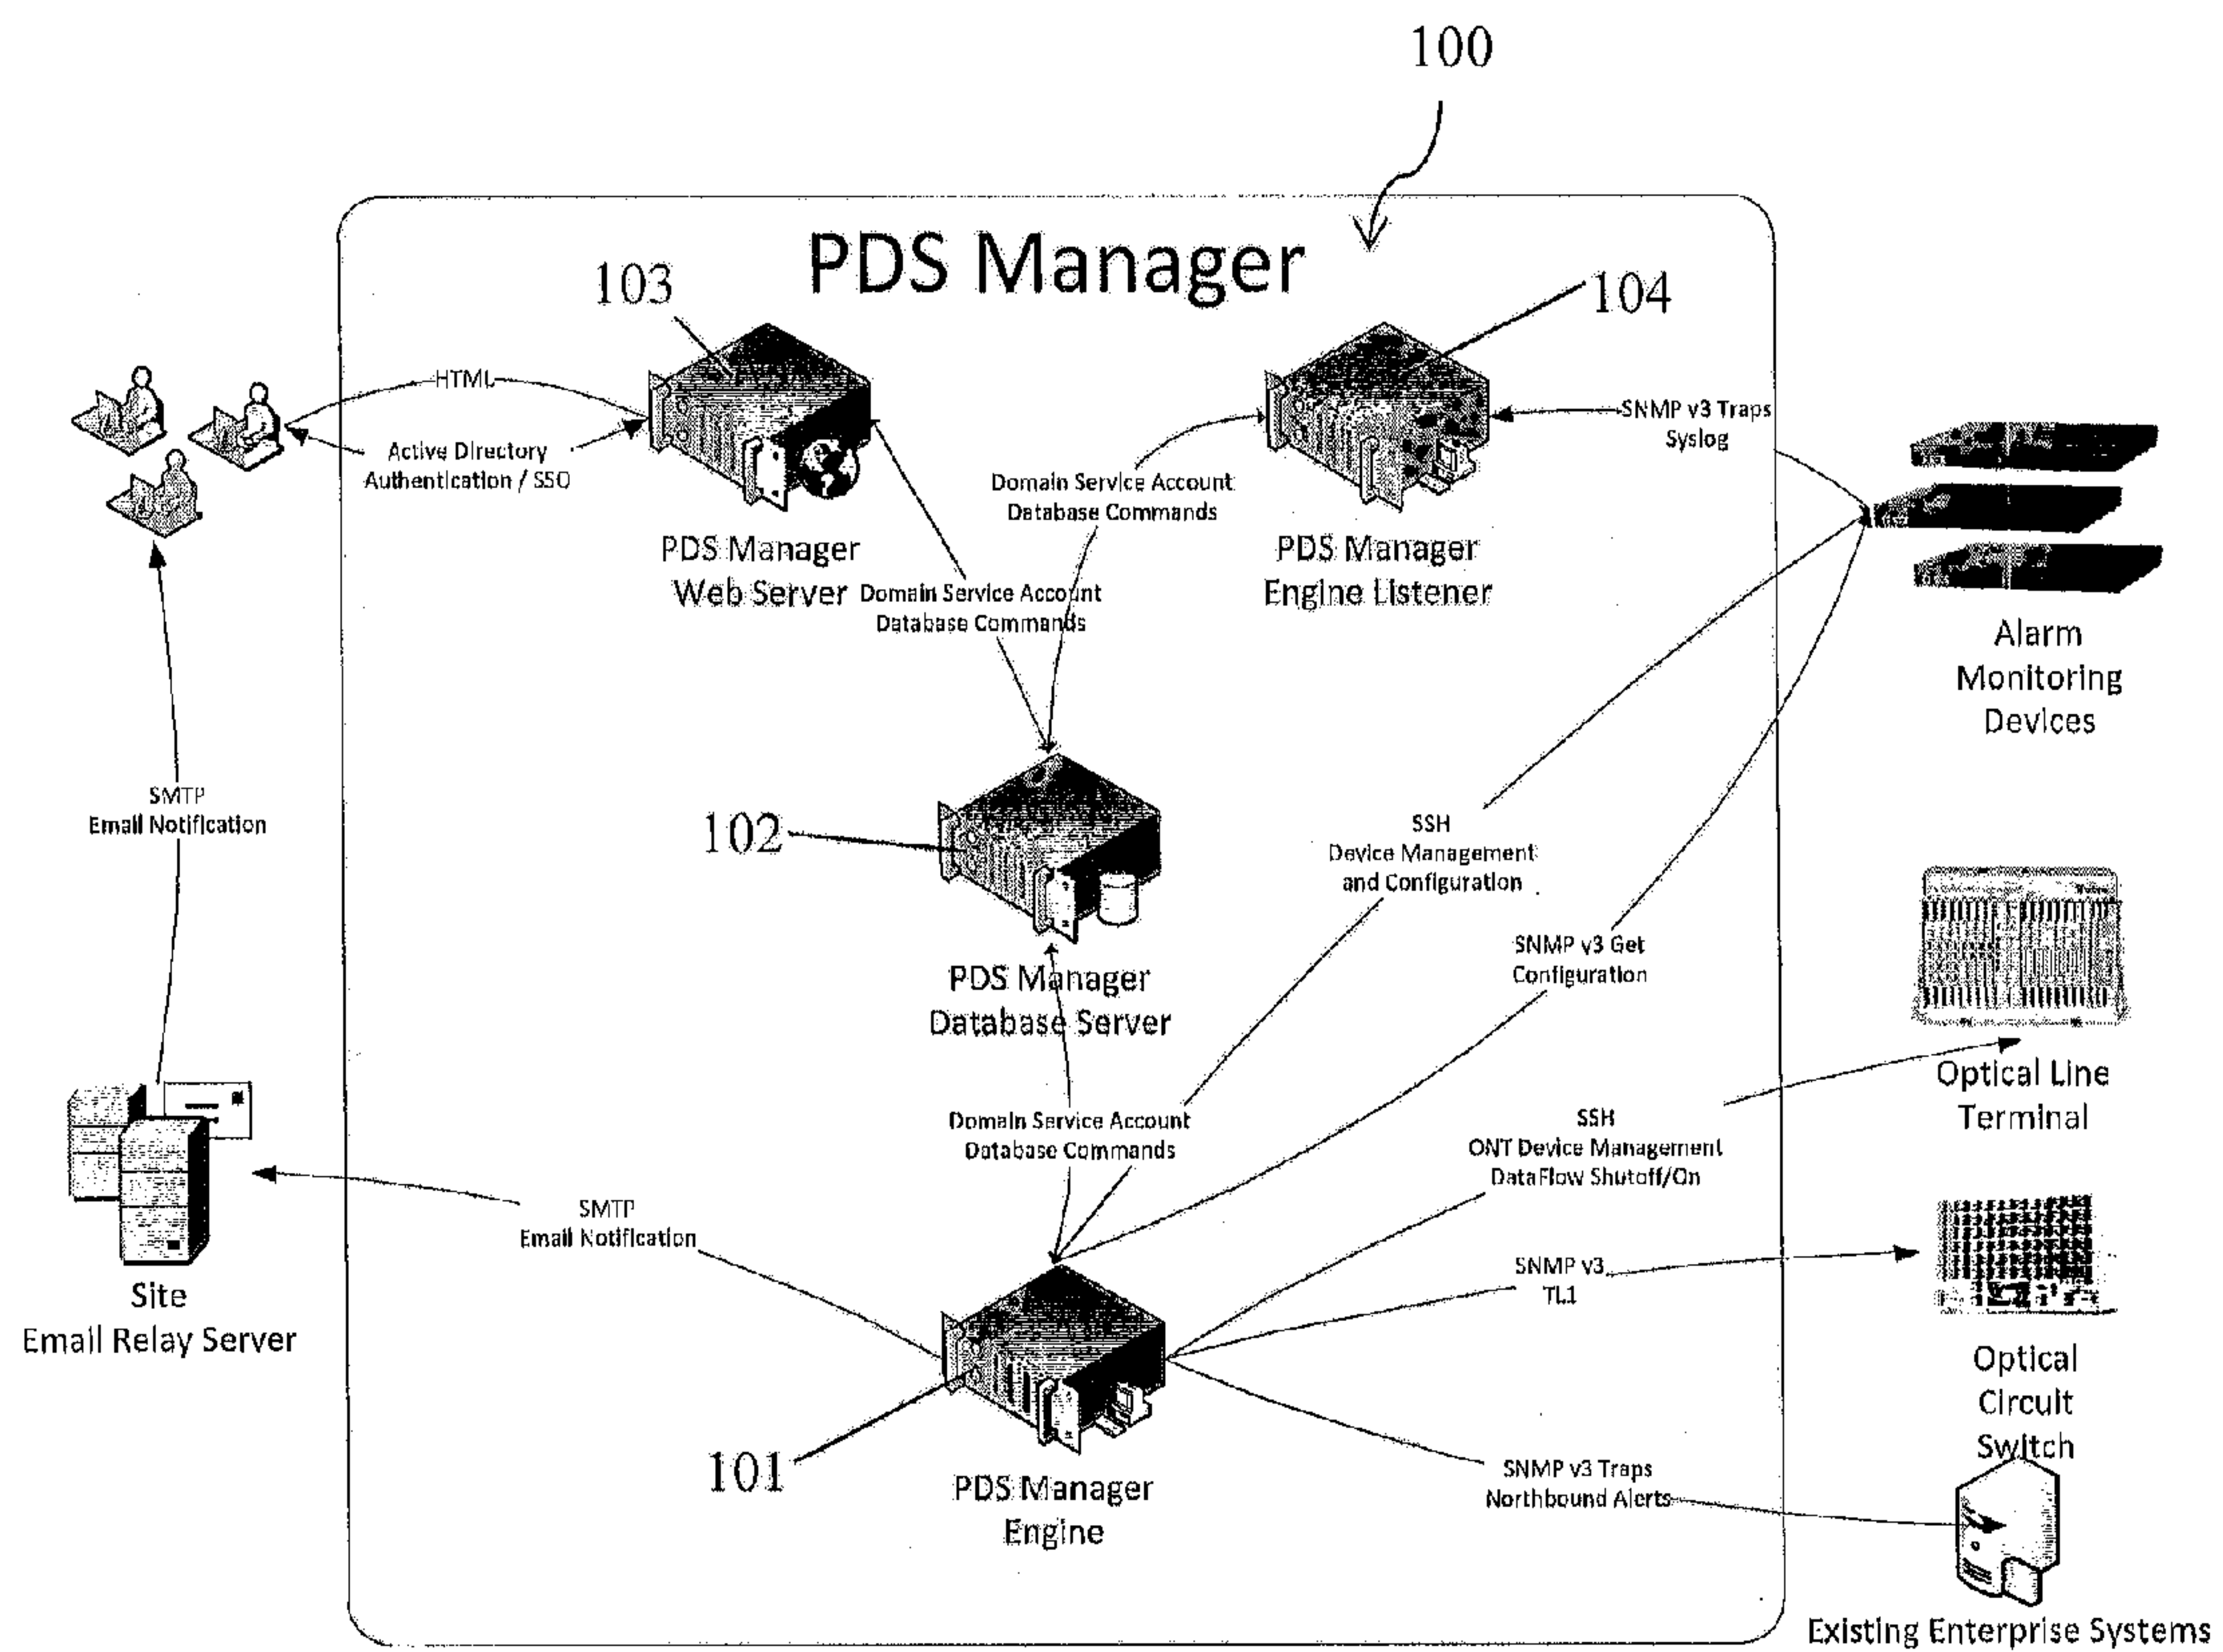 100
PDS Manager
103
104
HTML
Active Directory
Authentication / SSO
SNMP v3 Traps
Syslog
Domain Service Account
Database Commands
PDS Manager
Web Server
Domain Service Account
Database Commands
PDS Manager
Engine Listener
Alarm
Monitoring
Devices
SMTP
Email Notification
102
SSH
Device Management
and Configuration
SNMP v3 Get
Configuration
PDS Manager
Database Server
Optical Line
Terminal
Domain Service Account
Database Commands
SSH
ONT Device Management
DataFlow Shutoff/On
SMTP
Email Notification
SNMP v3
TL1
Site
Email Relay Server
Optical
Circuit
Switch
101
PDS Manager
Engine
SNMP v3 Traps
Northbound Alerts
Existing Enterprise Systems